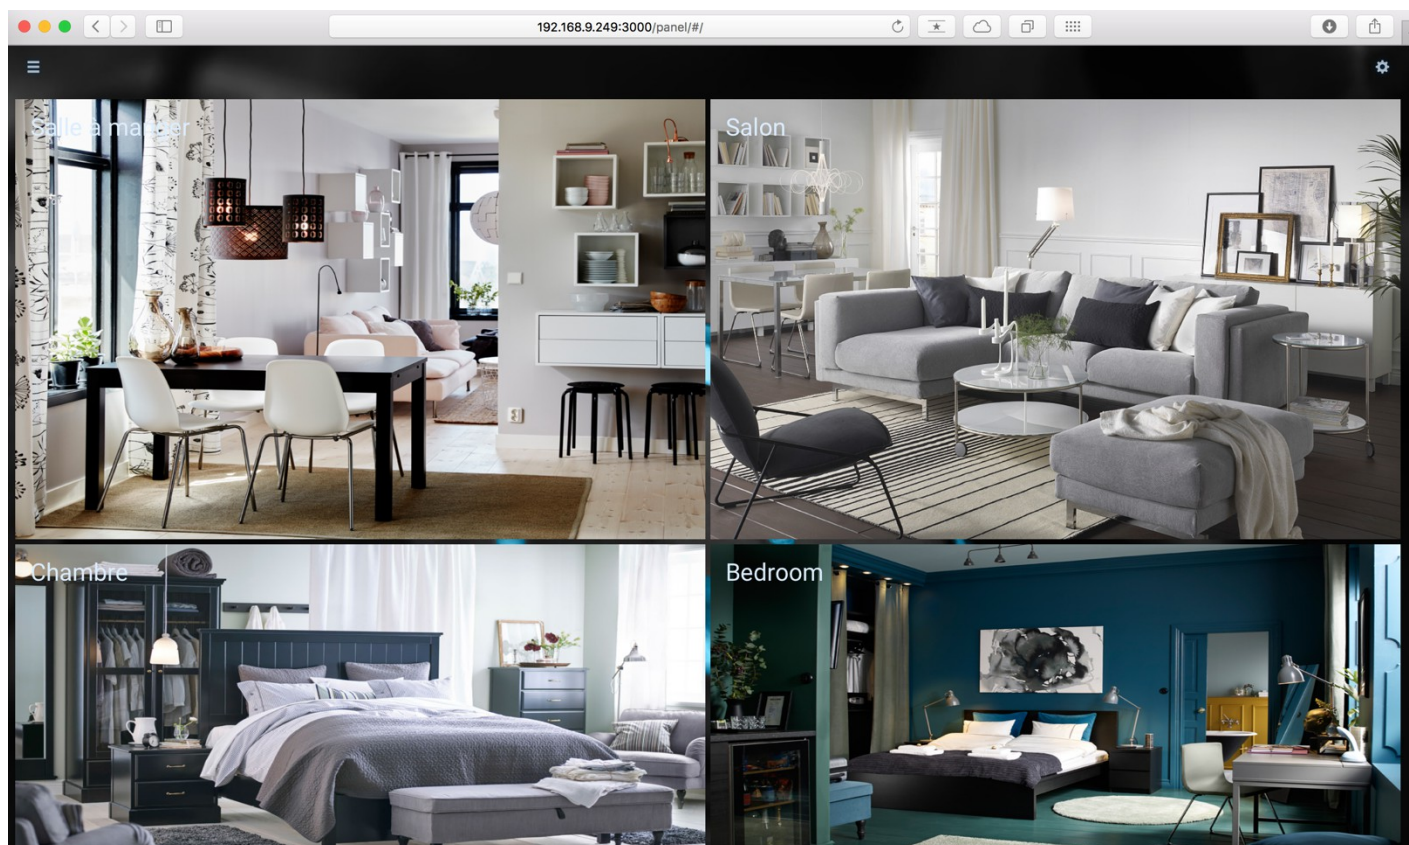 192.168.9.249:3000/panel/#/
Salle à manger
Salon
Chambre
Bedroom